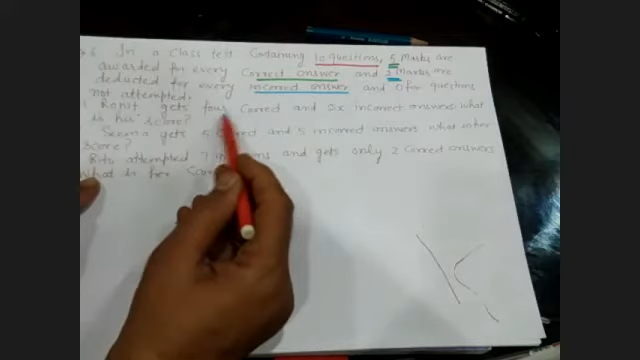 In a class test containing 10 questions, 5 Marks are
awarded for every Correct answer and 2 Marks are
deducted for every incorrect answer and 0 for questions
not attempted.
Rohit gets four Correct and Six incorrect answers. what
is his score?
Seema gets 5 and 5 incorrect answers what is her
score?
Ritu attempted 7 and gets only 2 Correct answers
what is her